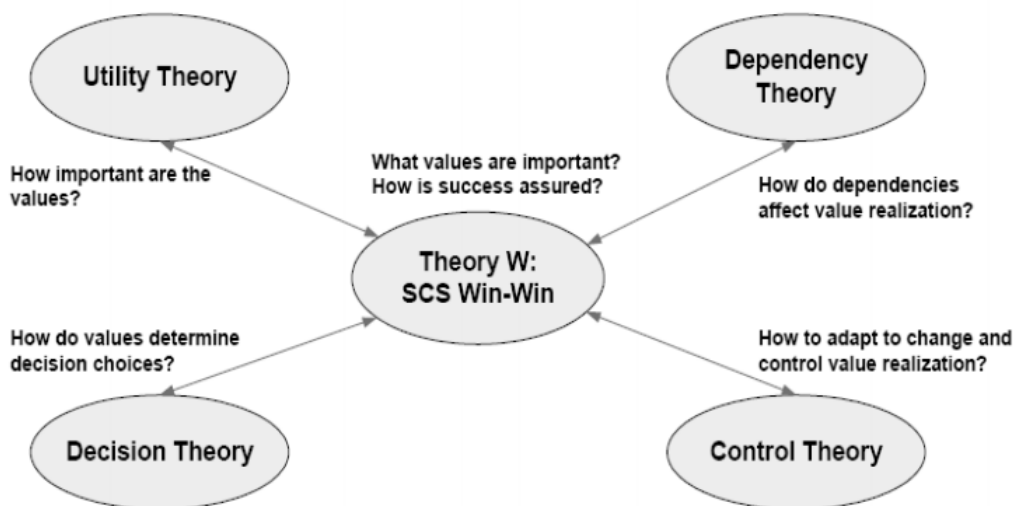 Utility Theory
Dependency
Theory
How important are the
values?
What values are important?
How is success assured?
How do dependencies
affect value realization?
Theory W:
SCS Win-Win
How do values determine
decision choices?
How to adapt to change and
control value realization?
Decision Theory
Control Theory